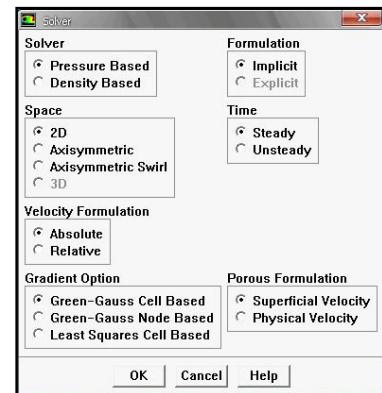 Solver
Solver
Pressure Based
Density Based
Formulation
Implicit
Explicit
Space
2D
Axisymmetric
Axisymmetric Swirl
3D
Time
Steady
Unsteady
Velocity Formulation
Absolute
Relative
Gradient Option
Green-Gauss Cell Based
Green-Gauss Node Based
Least Squares Cell Based
Porous Formulation
Superficial Velocity
Physical Velocity
OK Cancel Help